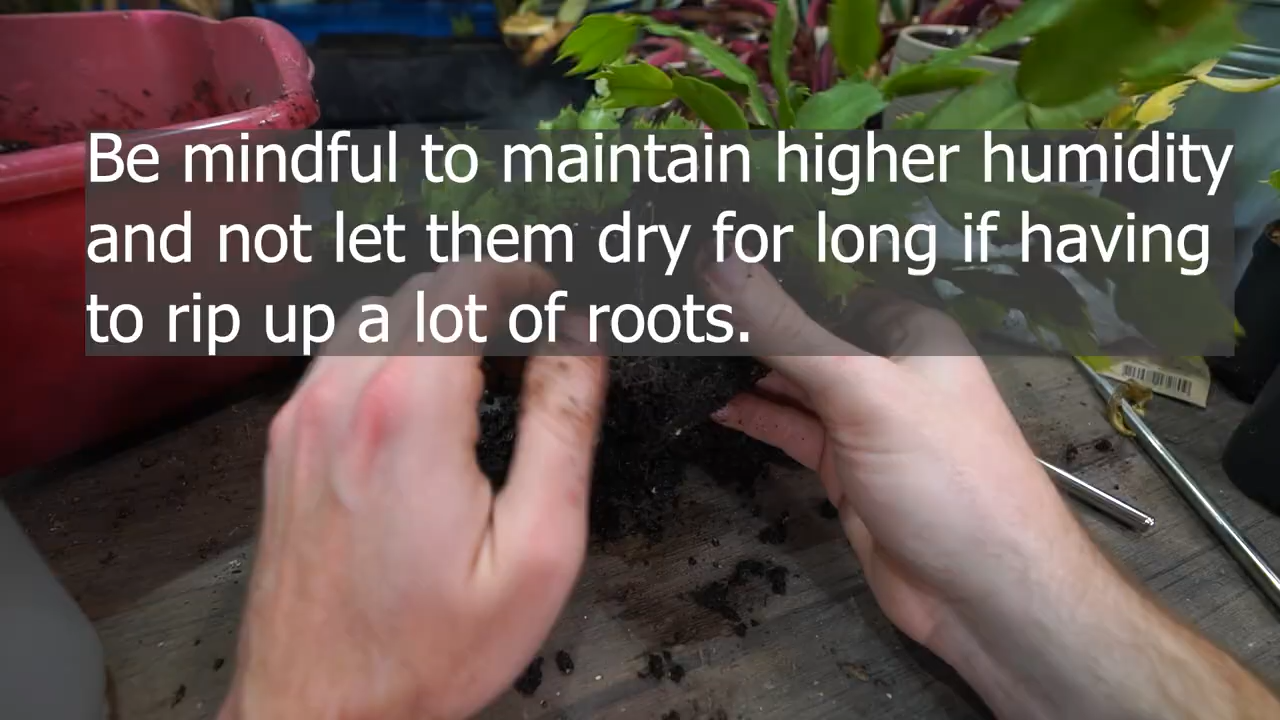 Be mindful to maintain higher humidity
and not let them dry for long if having
to rip up a lot of roots.